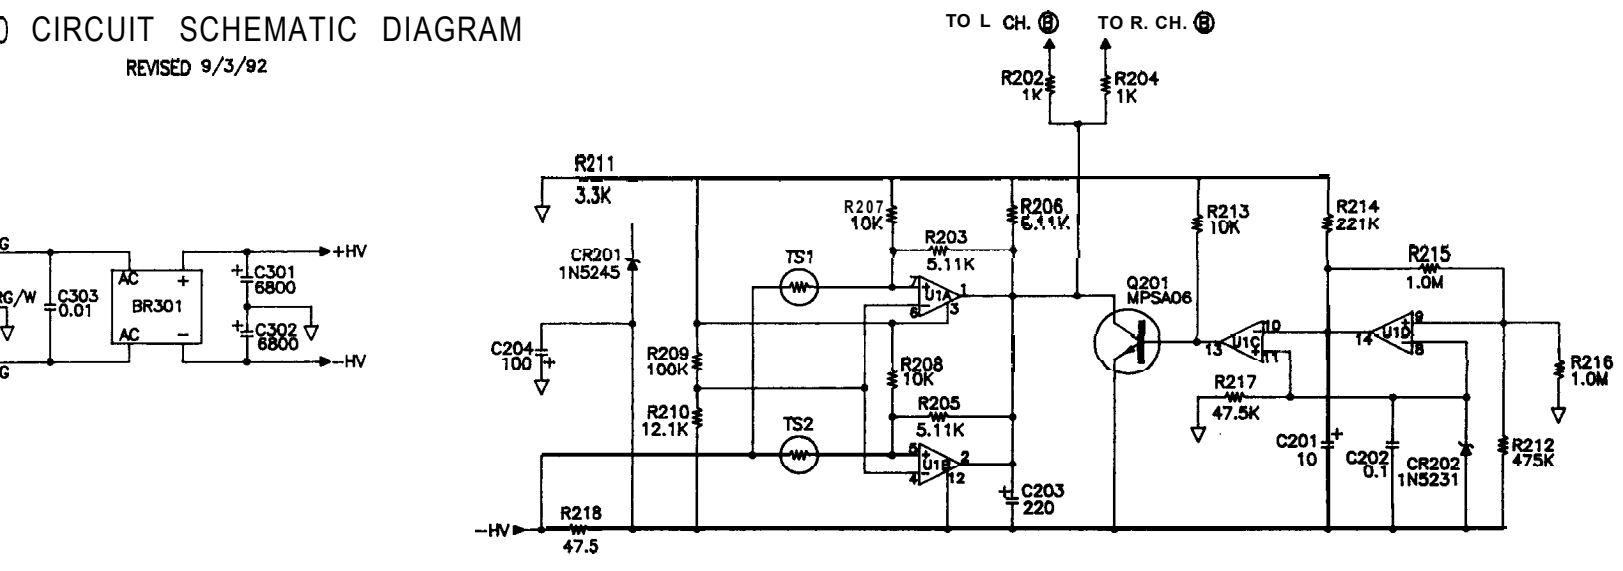 CIRCUIT SCHEMATIC DIAGRAM
REVISED 9/3/92
TO L CH. B
TO R. CH. B
R202
1K
R204
1K
R211
3.3K
R207
10K
R206
5.11K
R213
10K
R214
221K
R203
5.11K
CR201
1N5245
TS1
R215
1.0M
+HV
AC +
BR301
AC -
+
C301
6800
+
C302
6800
-HV
C303
0.01
RG/W
G
G
Q201
MPSA06
7 + U1A 1
6 - 3
10 -
U1C 13
11 +
9 +
U1D 14
8 -
C204
100
+
R209
100K
R208
10K
R216
1.0M
R217
47.5K
R210
12.1K
R205
5.11K
TS2
5 + U1B 2
4 - 12
C201
10
+
C202
0.1
CR202
1N5231
R212
475K
+
C203
220
-HV
R218
47.5